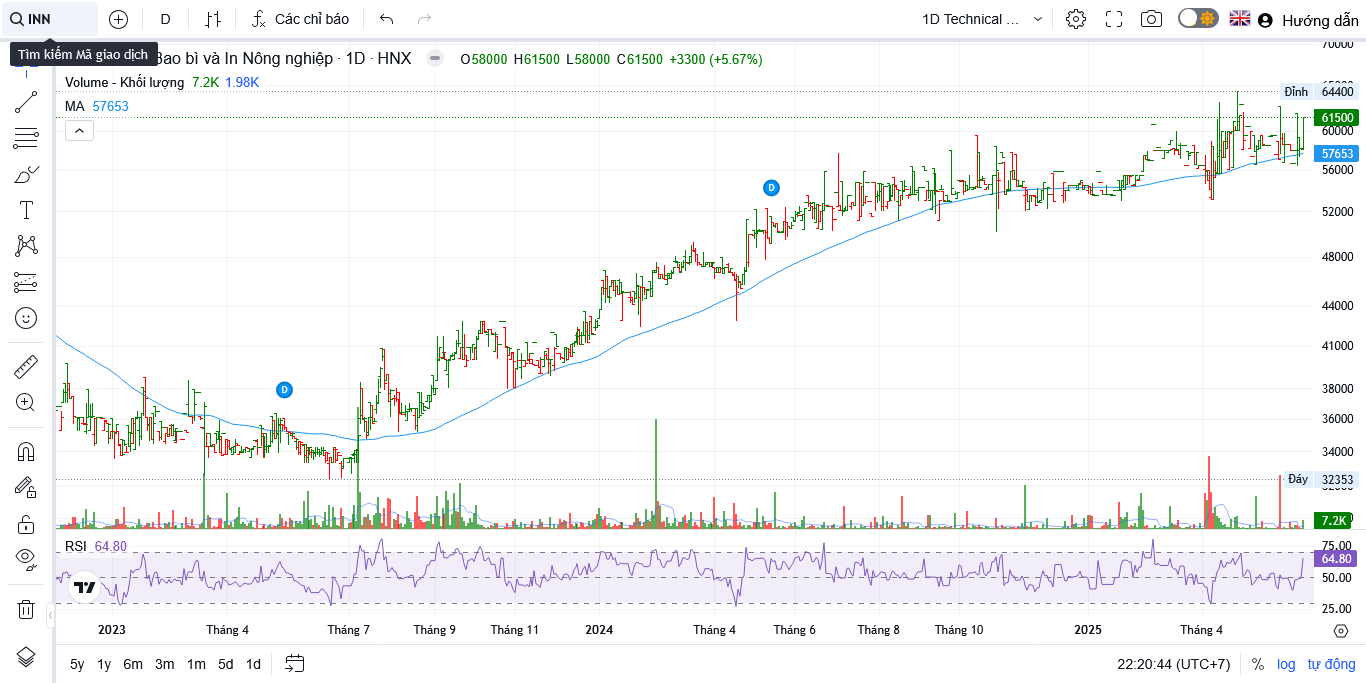 INN
D
Các chỉ báo
1D Technical ...
Hướng dẫn
Tìm kiếm Mã giao dịch
Bao bì và In Nông nghiệp · 1D · HNX
O58000 H61500 L58000 C61500 +3300 (+5.67%)
Volume - Khối lượng 7.2K 1.98K
MA 57653
D
D
70000
Đỉnh 64400
61500
60000
57653
56000
52000
48000
44000
41000
38000
36000
34000
Đáy 32353
7.2K
RSI 64.80
75.00
64.80
50.00
25.00
2023 Tháng 4 Tháng 7 Tháng 9 Tháng 11 2024 Tháng 4 Tháng 6 Tháng 8 Tháng 10 2025 Tháng 4
5y 1y 6m 3m 1m 5d 1d
22:20:44 (UTC+7) % log tự động